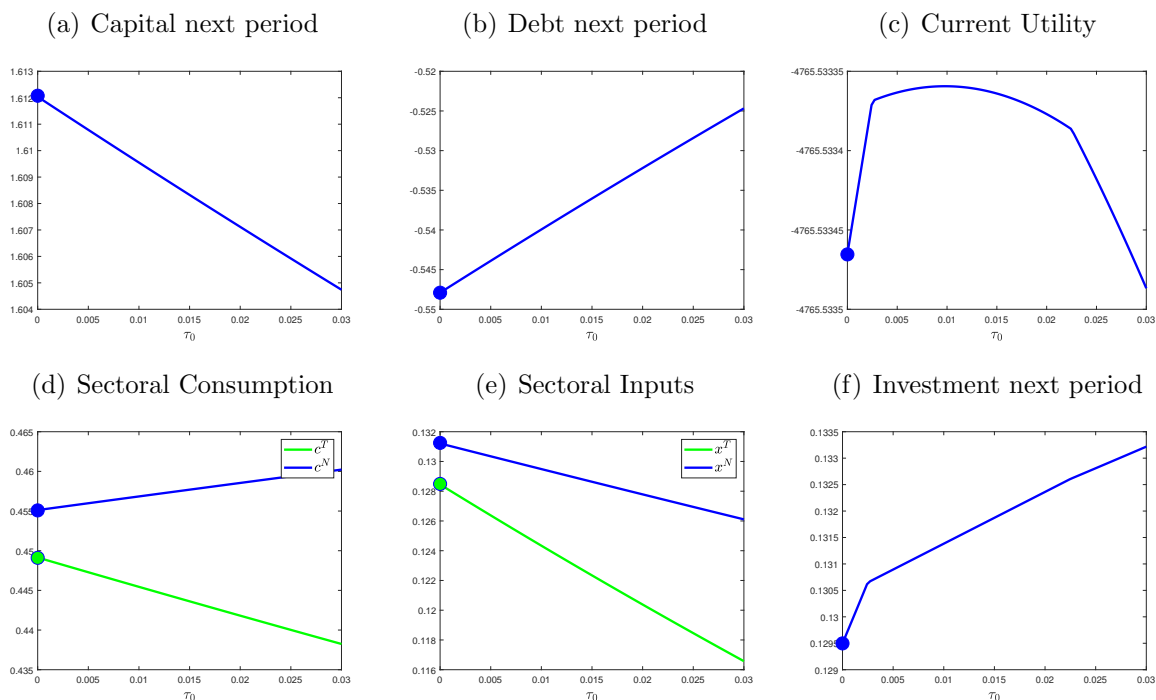 (a) Capital next period
(b) Debt next period
(c) Current Utility
1.613
1.612
1.611
1.61
1.609
1.608
1.607
1.606
1.605
1.604
0 0.005 0.01 0.015 0.02 0.025 0.03
τ0
-0.52
-0.525
-0.53
-0.535
-0.54
-0.545
-0.55
0 0.005 0.01 0.015 0.02 0.025 0.03
τ0
-4765.53335
-4765.5334
-4765.53345
-4765.5335
0 0.005 0.01 0.015 0.02 0.025 0.03
τ0
(d) Sectoral Consumption
(e) Sectoral Inputs
(f) Investment next period
0.465
0.46
0.455
0.45
0.445
0.44
0.435
0 0.005 0.01 0.015 0.02 0.025 0.03
τ0
c^T
c^N
0.132
0.13
0.128
0.126
0.124
0.122
0.12
0.118
0.116
0 0.005 0.01 0.015 0.02 0.025 0.03
τ0
x^T
x^N
0.1335
0.133
0.1325
0.132
0.1315
0.131
0.1305
0.13
0.1295
0.129
0 0.005 0.01 0.015 0.02 0.025 0.03
τ0